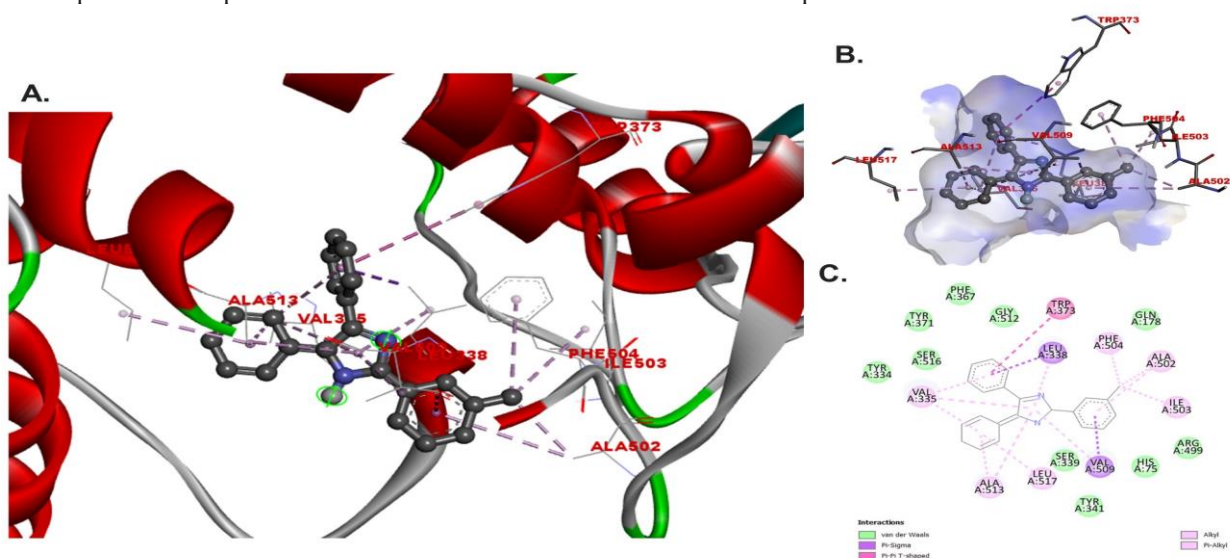 A.
ALA513
PHE504
ILE503
ALA502
B.
TRP373
PHE504
ILE503
VAL509
ALA513
LEU517
ALA502
C.
PHE
A:367
TRP
A:373
TYR
A:371
GLY
A:512
GLN
A:178
LEU
A:338
PHE
A:504
ALA
A:502
SER
A:516
TYR
A:334
VAL
A:335
ILE
A:503
ARG
A:499
SER
A:339
VAL
A:509
HIS
A:75
LEU
A:517
ALA
A:513
TYR
A:341
Interactions
van der Waals
Pi-Sigma
Pi-Pi T-shaped
Alkyl
Pi-Alkyl